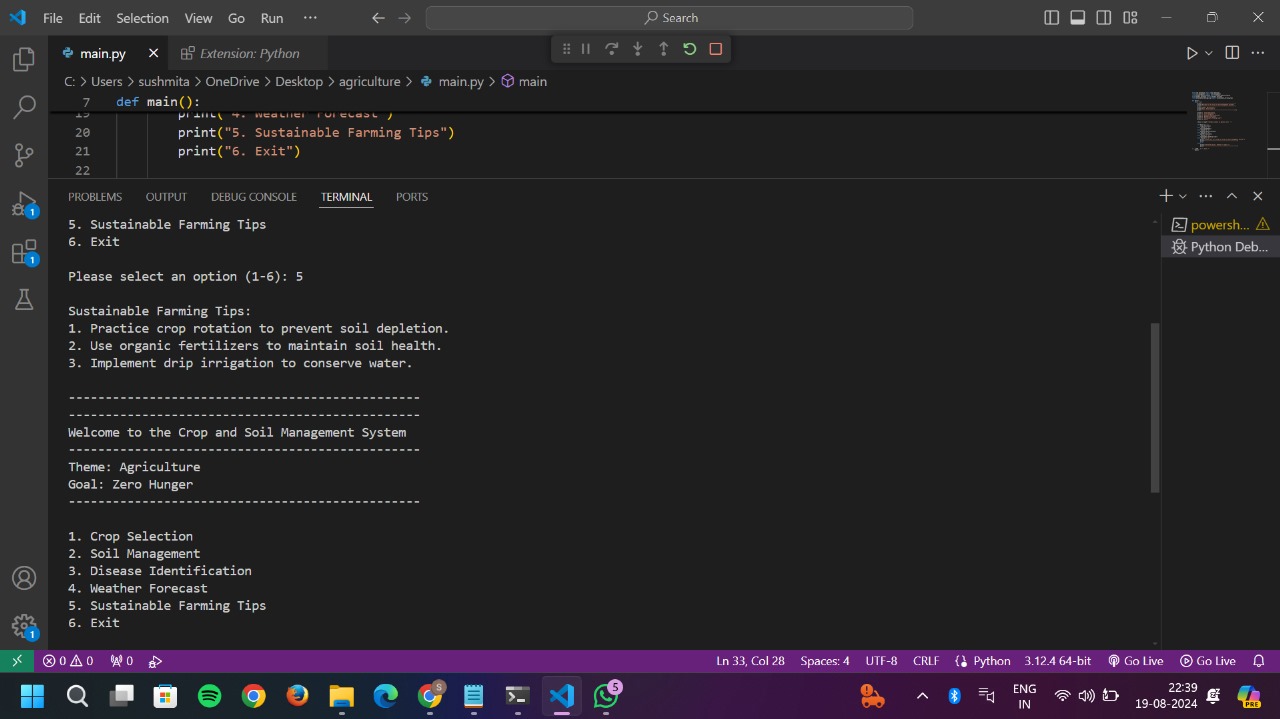 File Edit Selection View Go Run ··· Search
main.py Extension: Python
C: > Users > sushmita > OneDrive > Desktop > agriculture > main.py > main
7 def main():
19 print("4. Weather Forecast")
20 print("5. Sustainable Farming Tips")
21 print("6. Exit")
22
PROBLEMS OUTPUT DEBUG CONSOLE TERMINAL PORTS
powersh...
Python Deb...
5. Sustainable Farming Tips
6. Exit
Please select an option (1-6): 5
Sustainable Farming Tips:
1. Practice crop rotation to prevent soil depletion.
2. Use organic fertilizers to maintain soil health.
3. Implement drip irrigation to conserve water.
------------------------------------------------
------------------------------------------------
Welcome to the Crop and Soil Management System
------------------------------------------------
Theme: Agriculture
Goal: Zero Hunger
------------------------------------------------
1. Crop Selection
2. Soil Management
3. Disease Identification
4. Weather Forecast
5. Sustainable Farming Tips
6. Exit
1
1
1
0 0 0 Ln 33, Col 28 Spaces: 4 UTF-8 CRLF Python 3.12.4 64-bit Go Live Go Live
S 5 ENG IN 22:39 PRE
19-08-2024